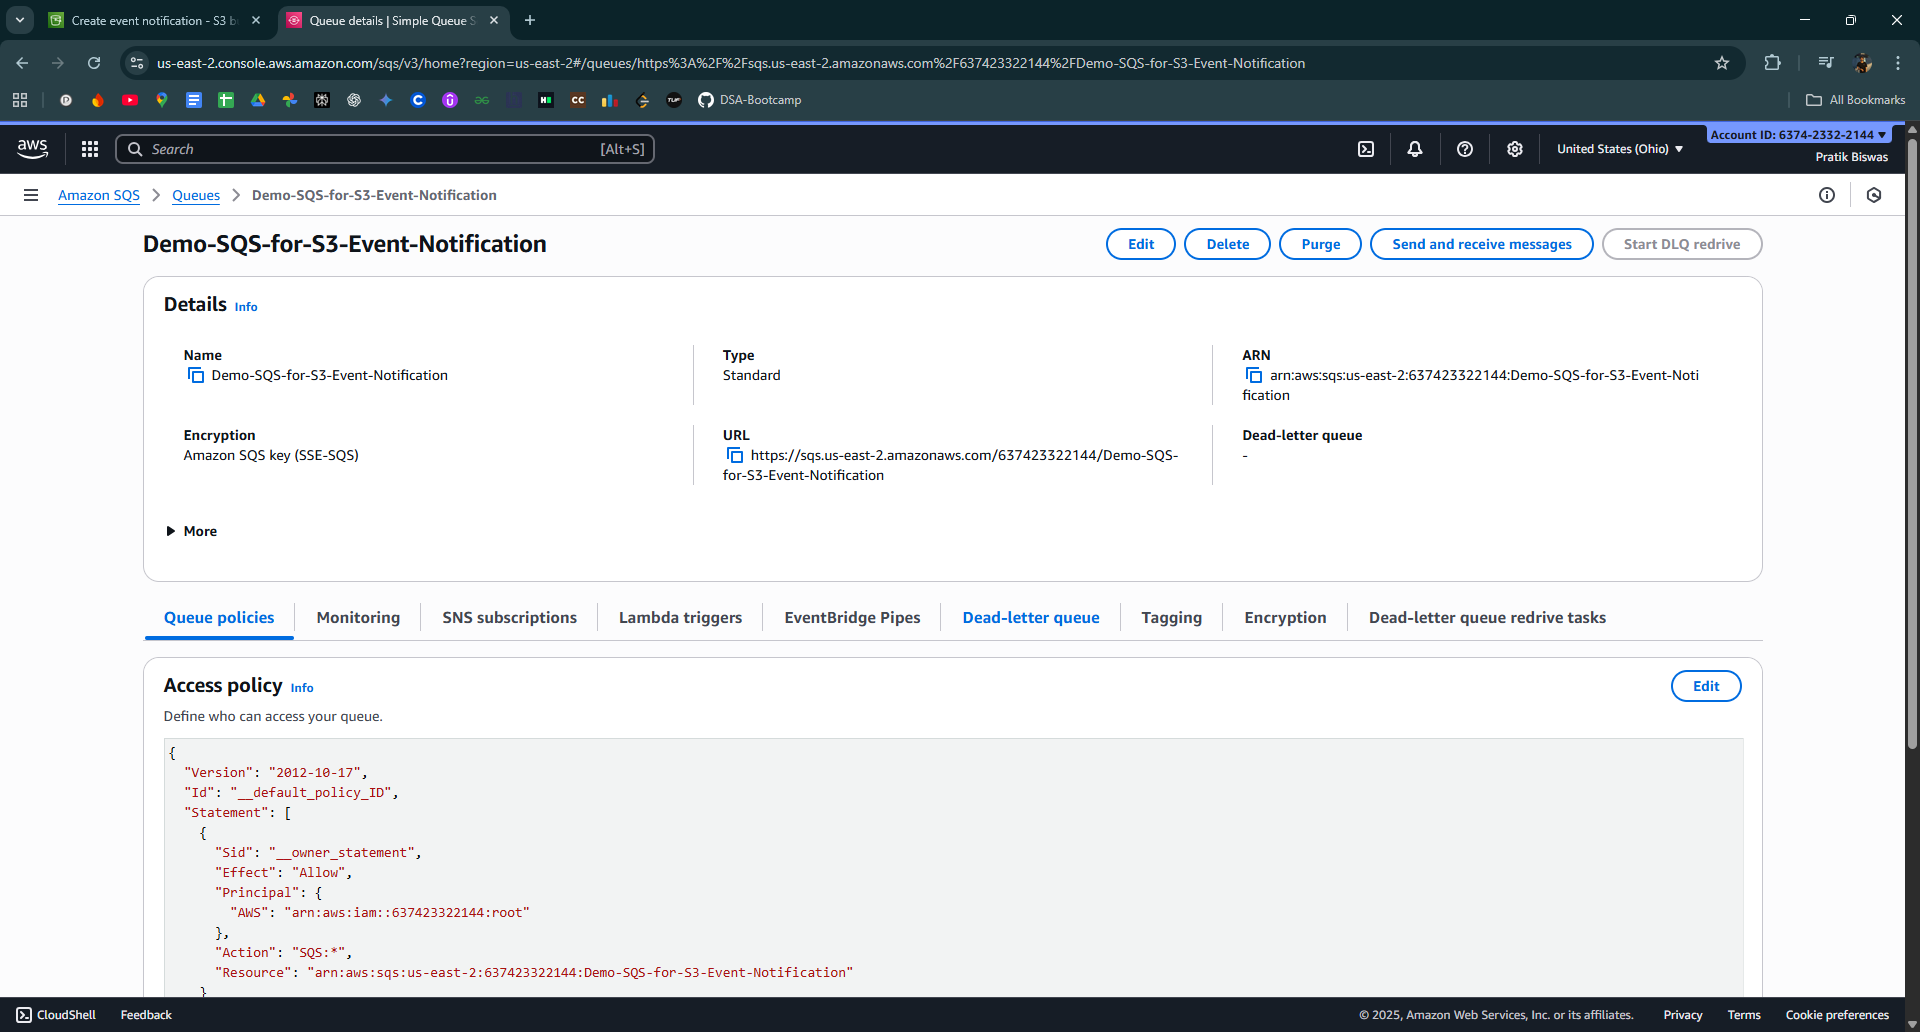 Create event notification - S3 b
Queue details | Simple Queue S
us-east-2.console.aws.amazon.com/sqs/v3/home?region=us-east-2#/queues/https%3A%2F%2Fsqs.us-east-2.amazonaws.com%2F637423322144%2FDemo-SQS-for-S3-Event-Notification
DSA-Bootcamp
All Bookmarks
aws
Search
[Alt+S]
United States (Ohio)
Account ID: 6374-2332-2144
Pratik Biswas
Amazon SQS
Queues
Demo-SQS-for-S3-Event-Notification
Demo-SQS-for-S3-Event-Notification
Edit
Delete
Purge
Send and receive messages
Start DLQ redrive
Details Info
Name
Demo-SQS-for-S3-Event-Notification
Type
Standard
ARN
arn:aws:sqs:us-east-2:637423322144:Demo-SQS-for-S3-Event-Noti
fication
Encryption
Amazon SQS key (SSE-SQS)
URL
https://sqs.us-east-2.amazonaws.com/637423322144/Demo-SQS-
for-S3-Event-Notification
Dead-letter queue
-
More
Queue policies
Monitoring
SNS subscriptions
Lambda triggers
EventBridge Pipes
Dead-letter queue
Tagging
Encryption
Dead-letter queue redrive tasks
Access policy Info
Edit
Define who can access your queue.
{
"Version": "2012-10-17",
"Id": "__default_policy_ID",
"Statement": [
{
"Sid": "__owner_statement",
"Effect": "Allow",
"Principal": {
"AWS": "arn:aws:iam::637423322144:root"
},
"Action": "SQS:*",
"Resource": "arn:aws:sqs:us-east-2:637423322144:Demo-SQS-for-S3-Event-Notification"
}
CloudShell
Feedback
© 2025, Amazon Web Services, Inc. or its affiliates.
Privacy
Terms
Cookie preferences